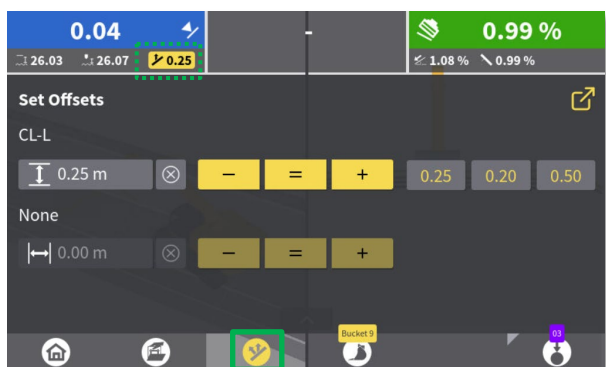 0.04
-
0.99 %
26.03 26.07 0.25
1.08 % 0.99 %
Set Offsets
CL-L
0.25 m - = + 0.25 0.20 0.50
None
0.00 m - = +
Bucket 9
03